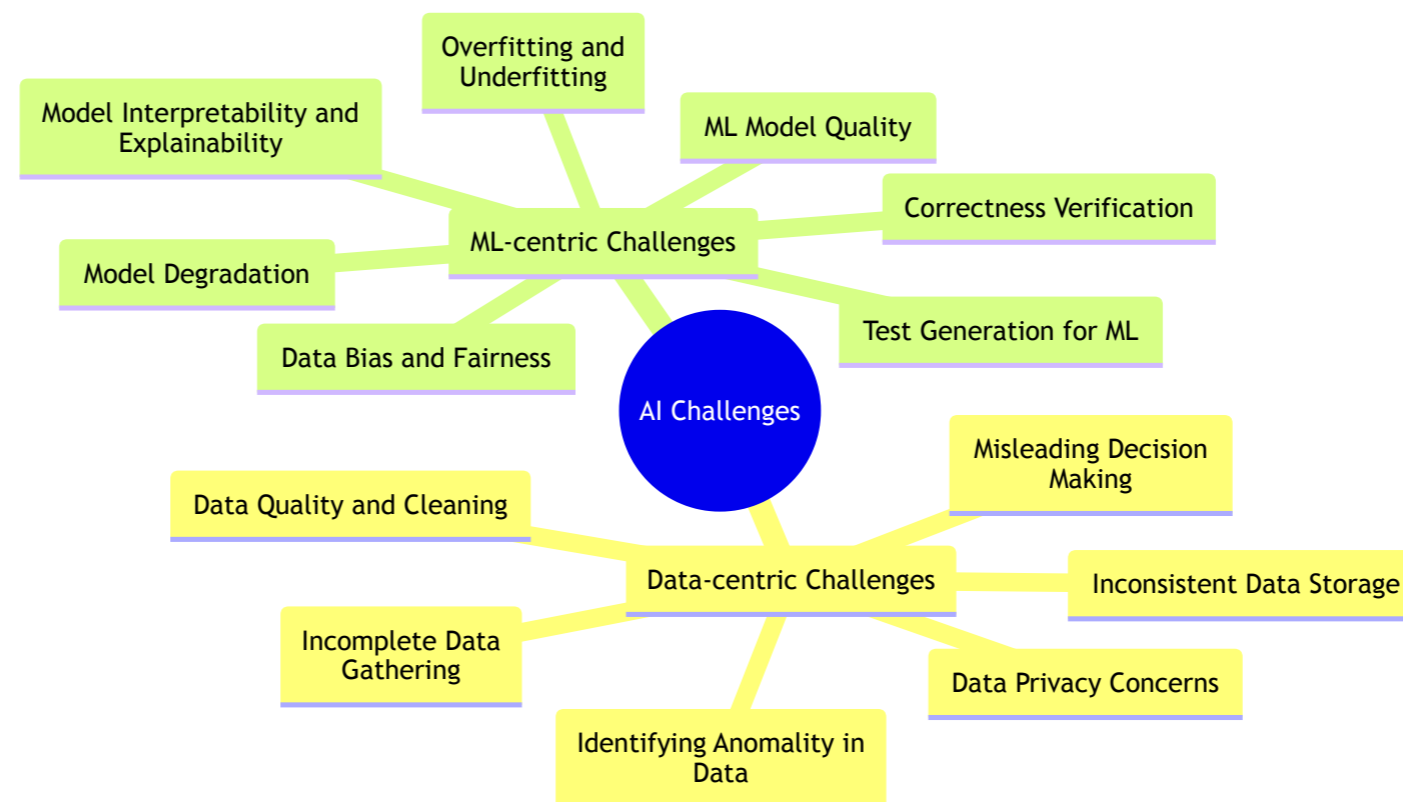 Overfitting and
Underfitting
Model Interpretability and
Explainability
ML Model Quality
Correctness Verification
ML-centric Challenges
Model Degradation
Test Generation for ML
Data Bias and Fairness
AI Challenges
Misleading Decision
Making
Data Quality and Cleaning
Data-centric Challenges
Inconsistent Data Storage
Incomplete Data
Gathering
Data Privacy Concerns
Identifying Anomality in
Data